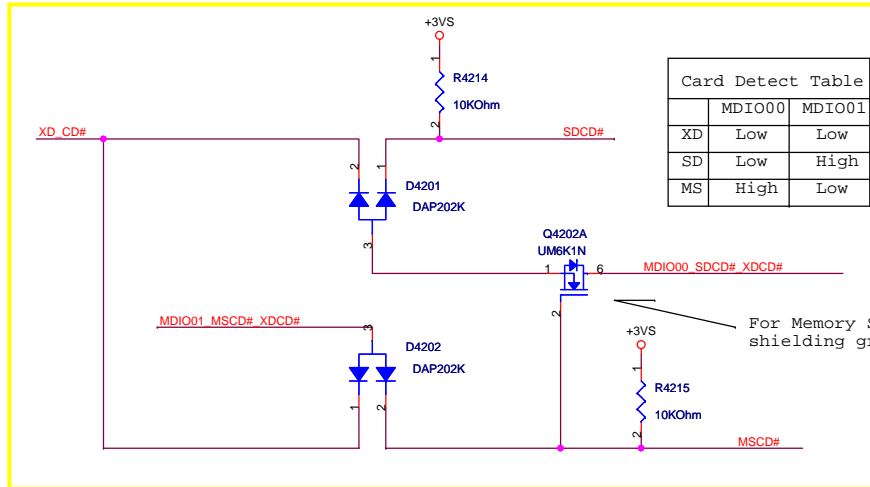 +3VS
1
R4214
10KOhm
2
XD_CD#
SDCD#
Card Detect Table
MDIO00 MDIO01
XD Low Low
SD Low High
MS High Low
2 1
D4201
DAP202K
3
Q4202A
UM6K1N
1 6
MDIO00_SDCD#_XDCD#
2
MDIO01_MSCD#_XDCD#
3
D4202
DAP202K
1 2
For Memory
shielding
+3VS
1
R4215
10KOhm
2
MSCD#